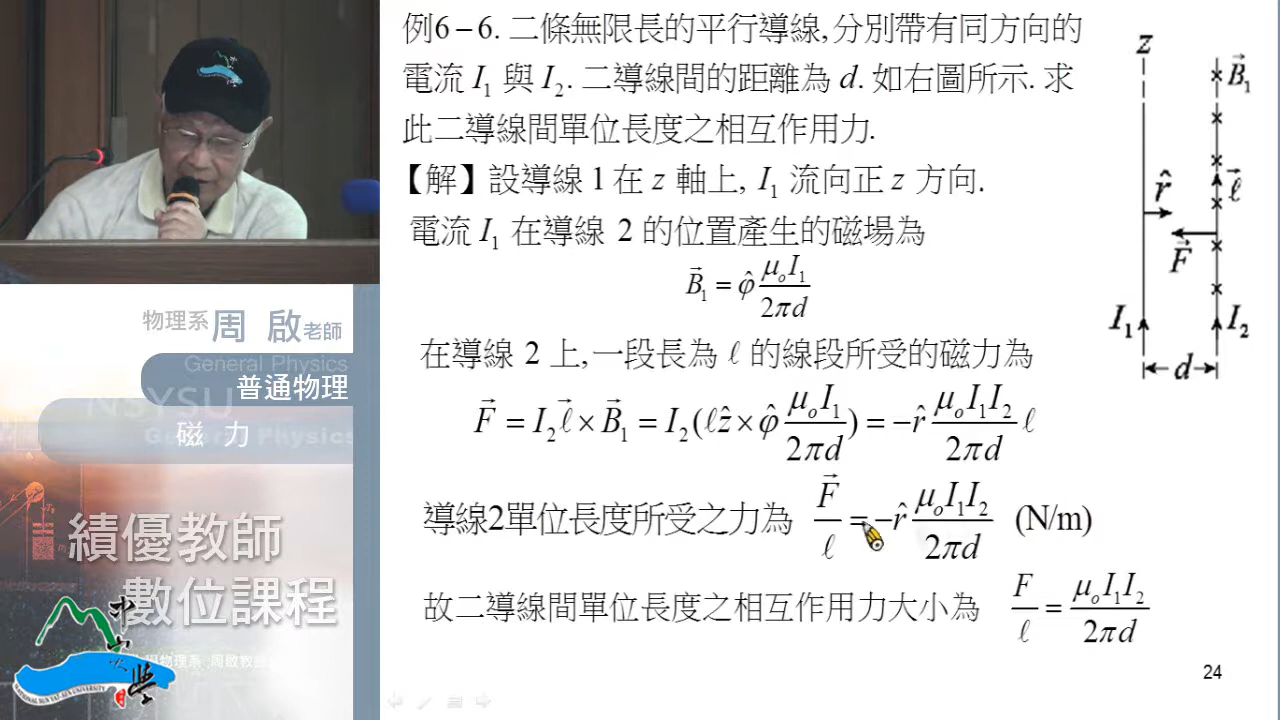 例6－6. 二條無限長的平行導線,分別帶有同方向的
電流 I₁ 與 I₂. 二導線間的距離為 d. 如右圖所示. 求
此二導線間單位長度之相互作用力.
【解】設導線 1 在 z 軸上, I₁ 流向正 z 方向.
電流 I₁ 在導線 2 的位置產生的磁場為
B⃗₁ = φ̂ μₒI₁/2πd
在導線 2 上,一段長為 ℓ 的線段所受的磁力為
F⃗ = I₂ℓ⃗ × B⃗₁ = I₂(ℓẑ × φ̂ μₒI₁/2πd) = −r̂ μₒI₁I₂/2πd ℓ
導線2單位長度所受之力為 F⃗/ℓ = −r̂ μₒI₁I₂/2πd (N/m)
故二導線間單位長度之相互作用力大小為 F/ℓ = μₒI₁I₂/2πd
24
z
B⃗₁
r̂
ℓ⃗
F⃗
I₁
I₂
d
物理系 周 啟 老師
General Physics
普通物理
NSYSU
磁 力
General Physics
績優教師
數位課程
中山大學
NATIONAL SUN YAT-SEN UNIVERSITY